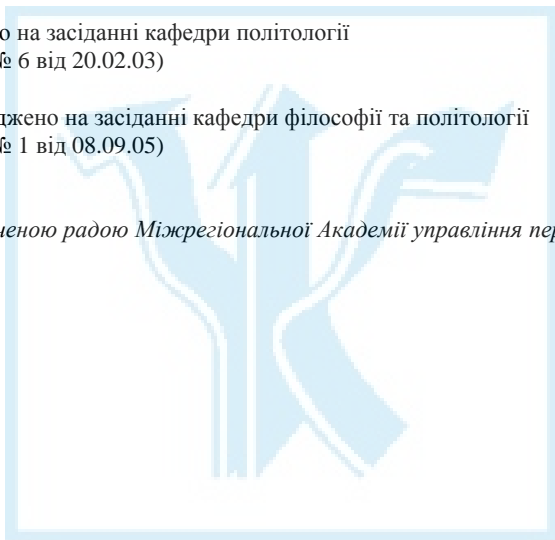 о на засіданні кафедри політології
№ 6 від 20.02.03)
джено на засіданні кафедри філософії та політології
№ 1 від 08.09.05)
ченою радою Міжрегіональної Академії управління пер